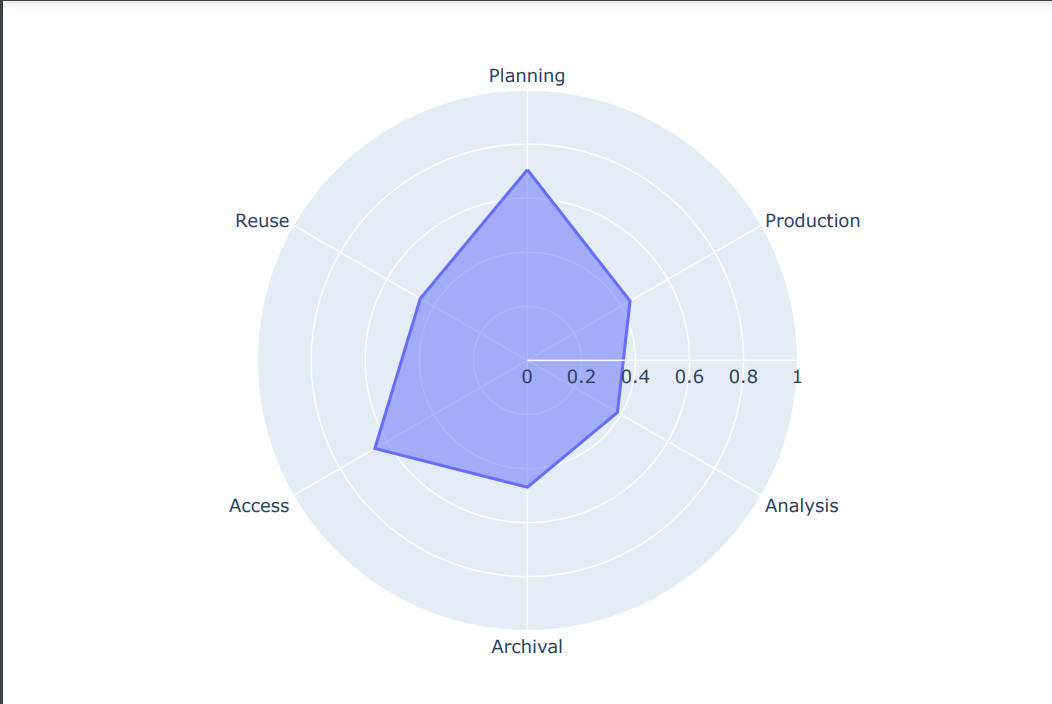 Planning
Reuse
Production
0 0.2 0.4 0.6 0.8 1
Access
Analysis
Archival